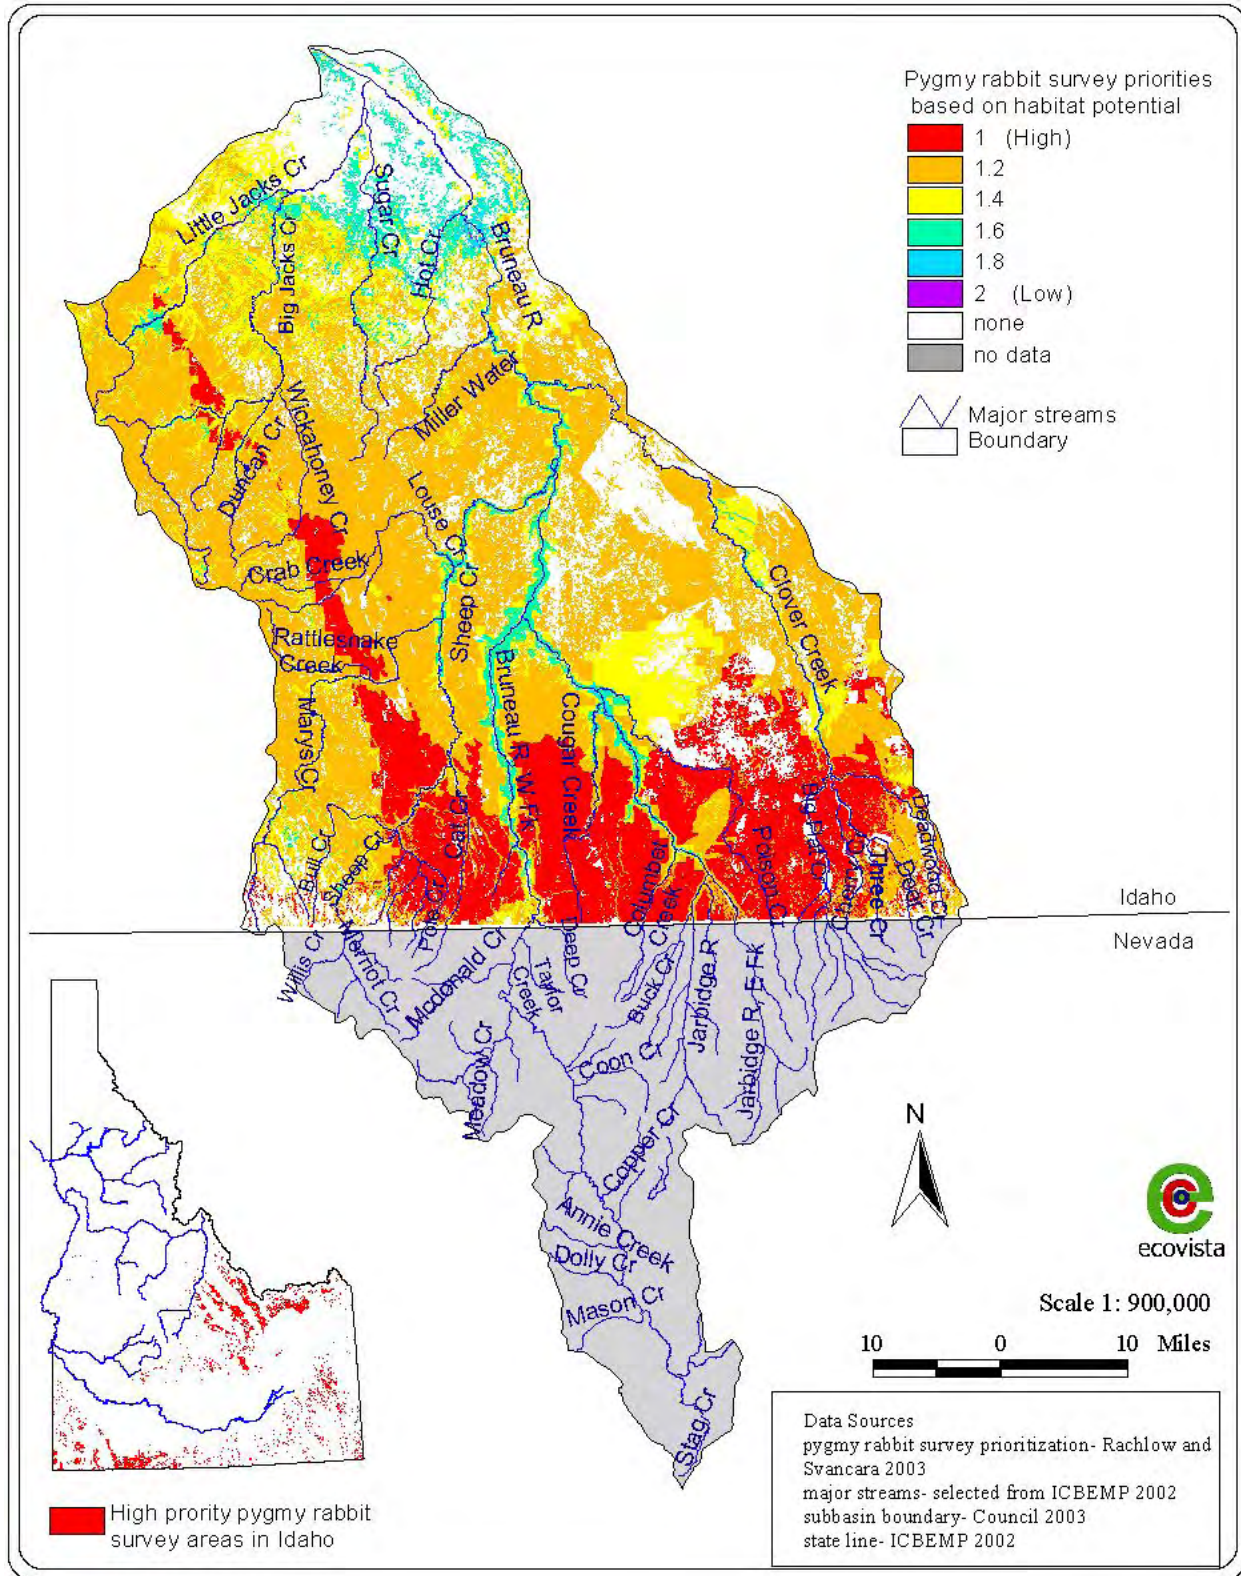 Pygmy rabbit survey priorities
based on habitat potential
1 (High)
1.2
1.4
1.6
1.8
2 (Low)
none
no data
Major streams
Boundary
Little Jacks Cr
Big Jacks Cr
Sugar Cr
Hot Cr
Bruneau R
Miller Water
Wickahoney Cr
Duncan Cr
Louse Cr
Crab Creek
Sheep Cr
Clover Creek
Rattlesnake
Creek
Marys Cr
Bruneau R, W Fk
Cougar Creek
Bull Cr
Sheep Cr
Cat Cr
Pole Cr
Columbet
Creek
Poison Cr
Big Flat Cr
Three Cr
Deer Cr
Deadwood Cr
Idaho
Nevada
Willis Cr
Merriot Cr
Mcdonald Cr
Taylor
Creek
Deep Cr
Buck Cr
Jarbidge R
Jarbidge R, E Fk
Meadow Cr
Coon Cr
Copper Cr
Annie Creek
Dolly Cr
Mason Cr
Stag Cr
N
ecovista
Scale 1: 900,000
10 0 10 Miles
Data Sources
pygmy rabbit survey prioritization- Rachlow and
Svancara 2003
major streams- selected from ICBEMP 2002
subbasin boundary- Council 2003
state line- ICBEMP 2002
High prority pygmy rabbit
survey areas in Idaho